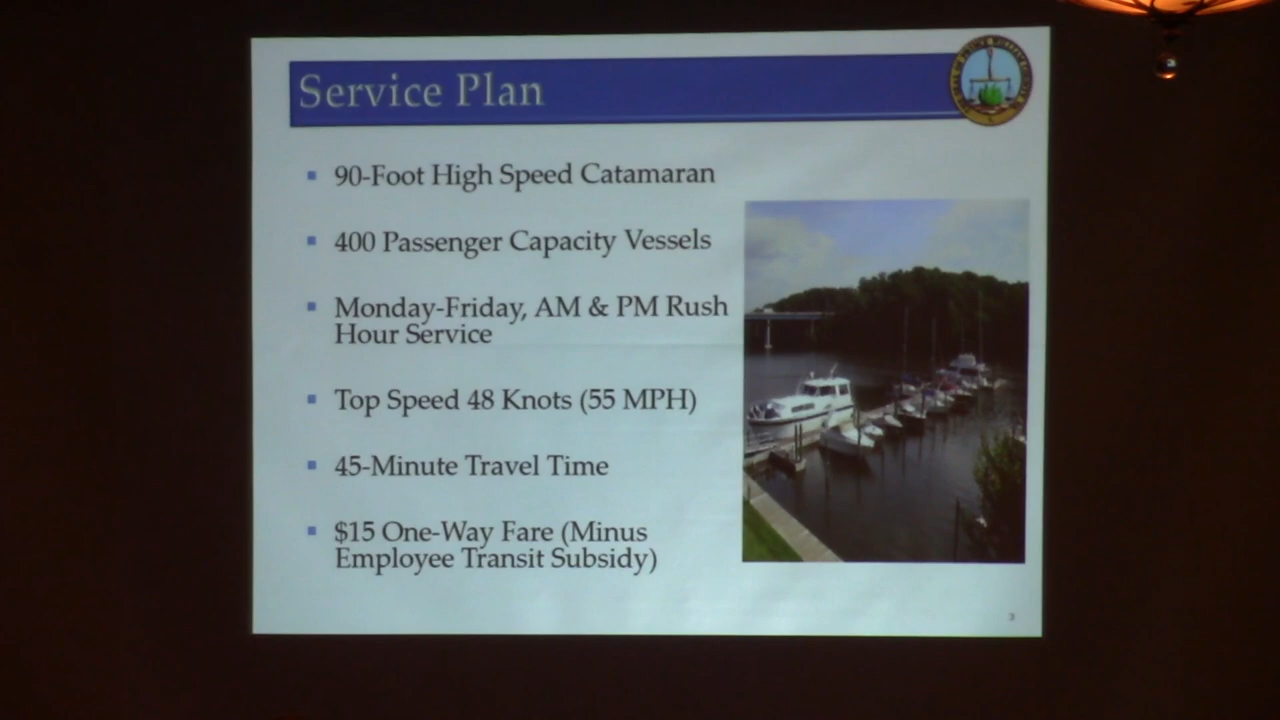 Service Plan
90-Foot High Speed Catamaran
400 Passenger Capacity Vessels
Monday-Friday, AM & PM Rush
Hour Service
Top Speed 48 Knots (55 MPH)
45-Minute Travel Time
$15 One-Way Fare (Minus
Employee Transit Subsidy)
3